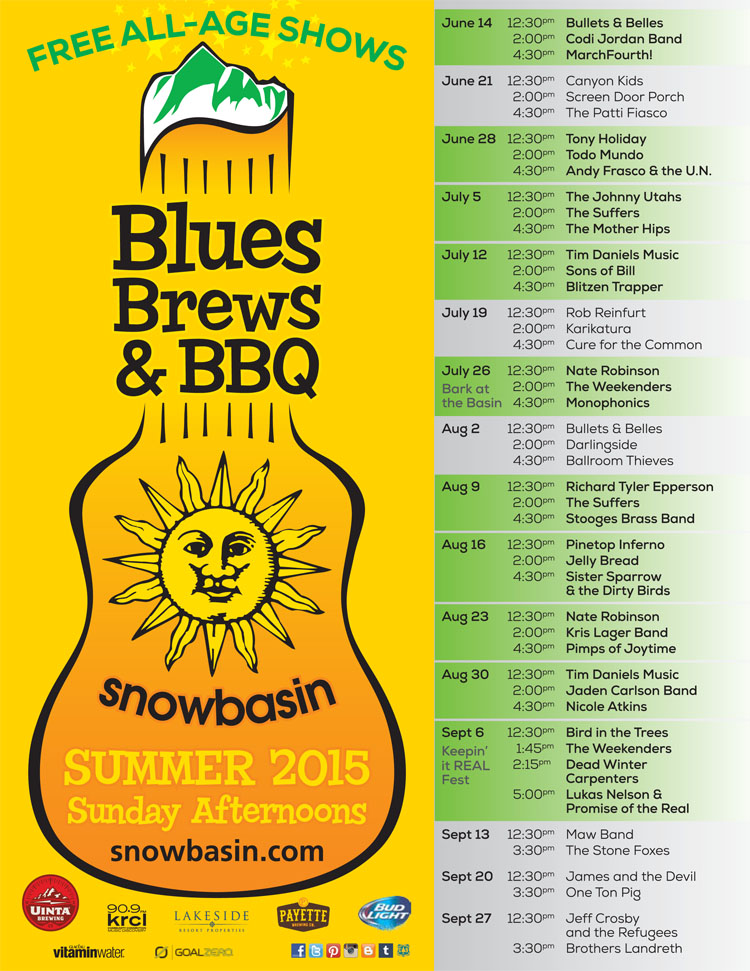 FREE ALL-AGE SHOWS
Blues
Brews
& BBQ
snowbasin
SUMMER 2015
Sunday Afternoons
snowbasin.com
UINTA
BREWING
90.9fm
krcl
LAKESIDE
RESORT PROPERTIES
PAYETTE
BREWING CO.
BUD
LIGHT
vitaminwater
GOALZERO
June 14 12:30pm Bullets & Belles
2:00pm Codi Jordan Band
4:30pm MarchFourth!
June 21 12:30pm Canyon Kids
2:00pm Screen Door Porch
4:30pm The Patti Fiasco
June 28 12:30pm Tony Holiday
2:00pm Todo Mundo
4:30pm Andy Frasco & the U.N.
July 5 12:30pm The Johnny Utahs
2:00pm The Suffers
4:30pm The Mother Hips
July 12 12:30pm Tim Daniels Music
2:00pm Sons of Bill
4:30pm Blitzen Trapper
July 19 12:30pm Rob Reinfurt
2:00pm Karikatura
4:30pm Cure for the Common
July 26 12:30pm Nate Robinson
Bark at 2:00pm The Weekenders
the Basin 4:30pm Monophonics
Aug 2 12:30pm Bullets & Belles
2:00pm Darlingside
4:30pm Ballroom Thieves
Aug 9 12:30pm Richard Tyler Epperson
2:00pm The Suffers
4:30pm Stooges Brass Band
Aug 16 12:30pm Pinetop Inferno
2:00pm Jelly Bread
4:30pm Sister Sparrow
& the Dirty Birds
Aug 23 12:30pm Nate Robinson
2:00pm Kris Lager Band
4:30pm Pimps of Joytime
Aug 30 12:30pm Tim Daniels Music
2:00pm Jaden Carlson Band
4:30pm Nicole Atkins
Sept 6 12:30pm Bird in the Trees
Keepin' 1:45pm The Weekenders
it REAL 2:15pm Dead Winter
Fest Carpenters
5:00pm Lukas Nelson &
Promise of the Real
Sept 13 12:30pm Maw Band
3:30pm The Stone Foxes
Sept 20 12:30pm James and the Devil
3:30pm One Ton Pig
Sept 27 12:30pm Jeff Crosby
and the Refugees
3:30pm Brothers Landreth